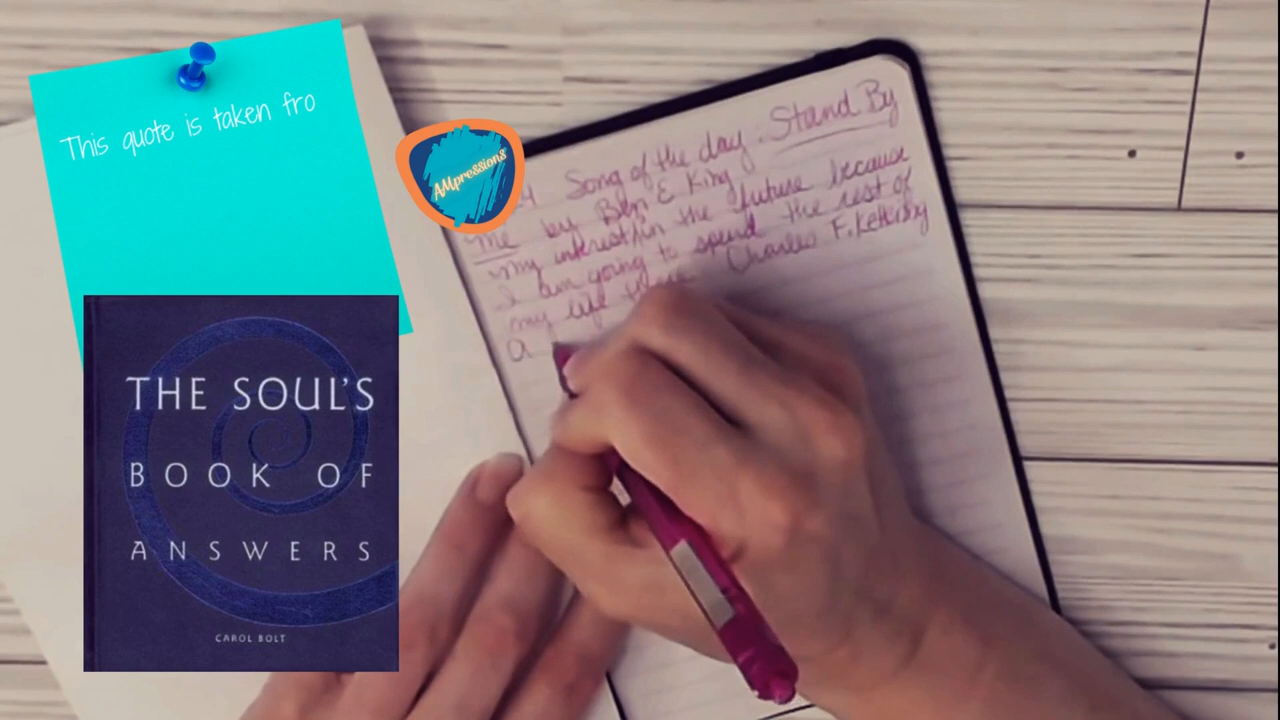 This quote is taken fro
AMpressions
THE SOUL'S
BOOK OF
ANSWERS
CAROL BOLT
Song of the day: Stand By
me by Ben E King
My interest in the future because
I am going to spend the rest of
my life Charles F. Kettering
a